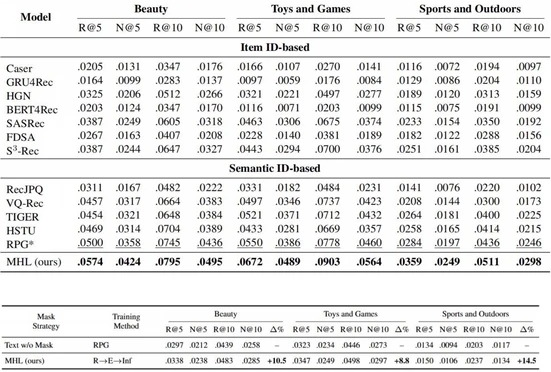 Model Beauty Toys and Games Sports and Outdoors
R@5 N@5 R@10 N@10 R@5 N@5 R@10 N@10 R@5 N@5 R@10 N@10
Item ID-based
Caser .0205 .0131 .0347 .0176 .0166 .0107 .0270 .0141 .0116 .0072 .0194 .0097
GRU4Rec .0164 .0099 .0283 .0137 .0097 .0059 .0176 .0084 .0129 .0086 .0204 .0110
HGN .0325 .0206 .0512 .0266 .0321 .0221 .0497 .0277 .0189 .0120 .0313 .0159
BERT4Rec .0203 .0124 .0347 .0170 .0116 .0071 .0203 .0099 .0115 .0075 .0191 .0099
SASRec .0387 .0249 .0605 .0318 .0463 .0306 .0675 .0374 .0233 .0154 .0350 .0192
FDSA .0267 .0163 .0407 .0208 .0228 .0140 .0381 .0189 .0182 .0122 .0288 .0156
S³-Rec .0387 .0244 .0647 .0327 .0443 .0294 .0700 .0376 .0251 .0161 .0385 .0204
Semantic ID-based
RecJPQ .0311 .0167 .0482 .0222 .0331 .0182 .0484 .0231 .0141 .0076 .0220 .0102
VQ-Rec .0457 .0317 .0664 .0383 .0497 .0346 .0737 .0423 .0208 .0144 .0300 .0173
TIGER .0454 .0321 .0648 .0384 .0521 .0371 .0712 .0432 .0264 .0181 .0400 .0225
HSTU .0469 .0314 .0704 .0389 .0433 .0281 .0669 .0357 .0258 .0165 .0414 .0215
RPG* .0500 .0358 .0745 .0436 .0550 .0386 .0778 .0460 .0284 .0197 .0436 .0246
MHL (ours) .0574 .0424 .0795 .0495 .0672 .0489 .0903 .0564 .0359 .0249 .0511 .0298
Mask Strategy Training Method Beauty Toys and Games Sports and Outdoors
R@5 N@5 R@10 N@10 Δ% R@5 N@5 R@10 N@10 Δ% R@5 N@5 R@10 N@10 Δ%
Text w/o Mask RPG .0297 .0212 .0439 .0258 – .0323 .0234 .0446 .0273 – .0134 .0094 .0203 .0117 –
MHL (ours) R→E→Inf .0338 .0238 .0483 .0285 +10.5 .0347 .0249 .0498 .0297 +8.8 .0150 .0106 .0237 .0134 +14.5